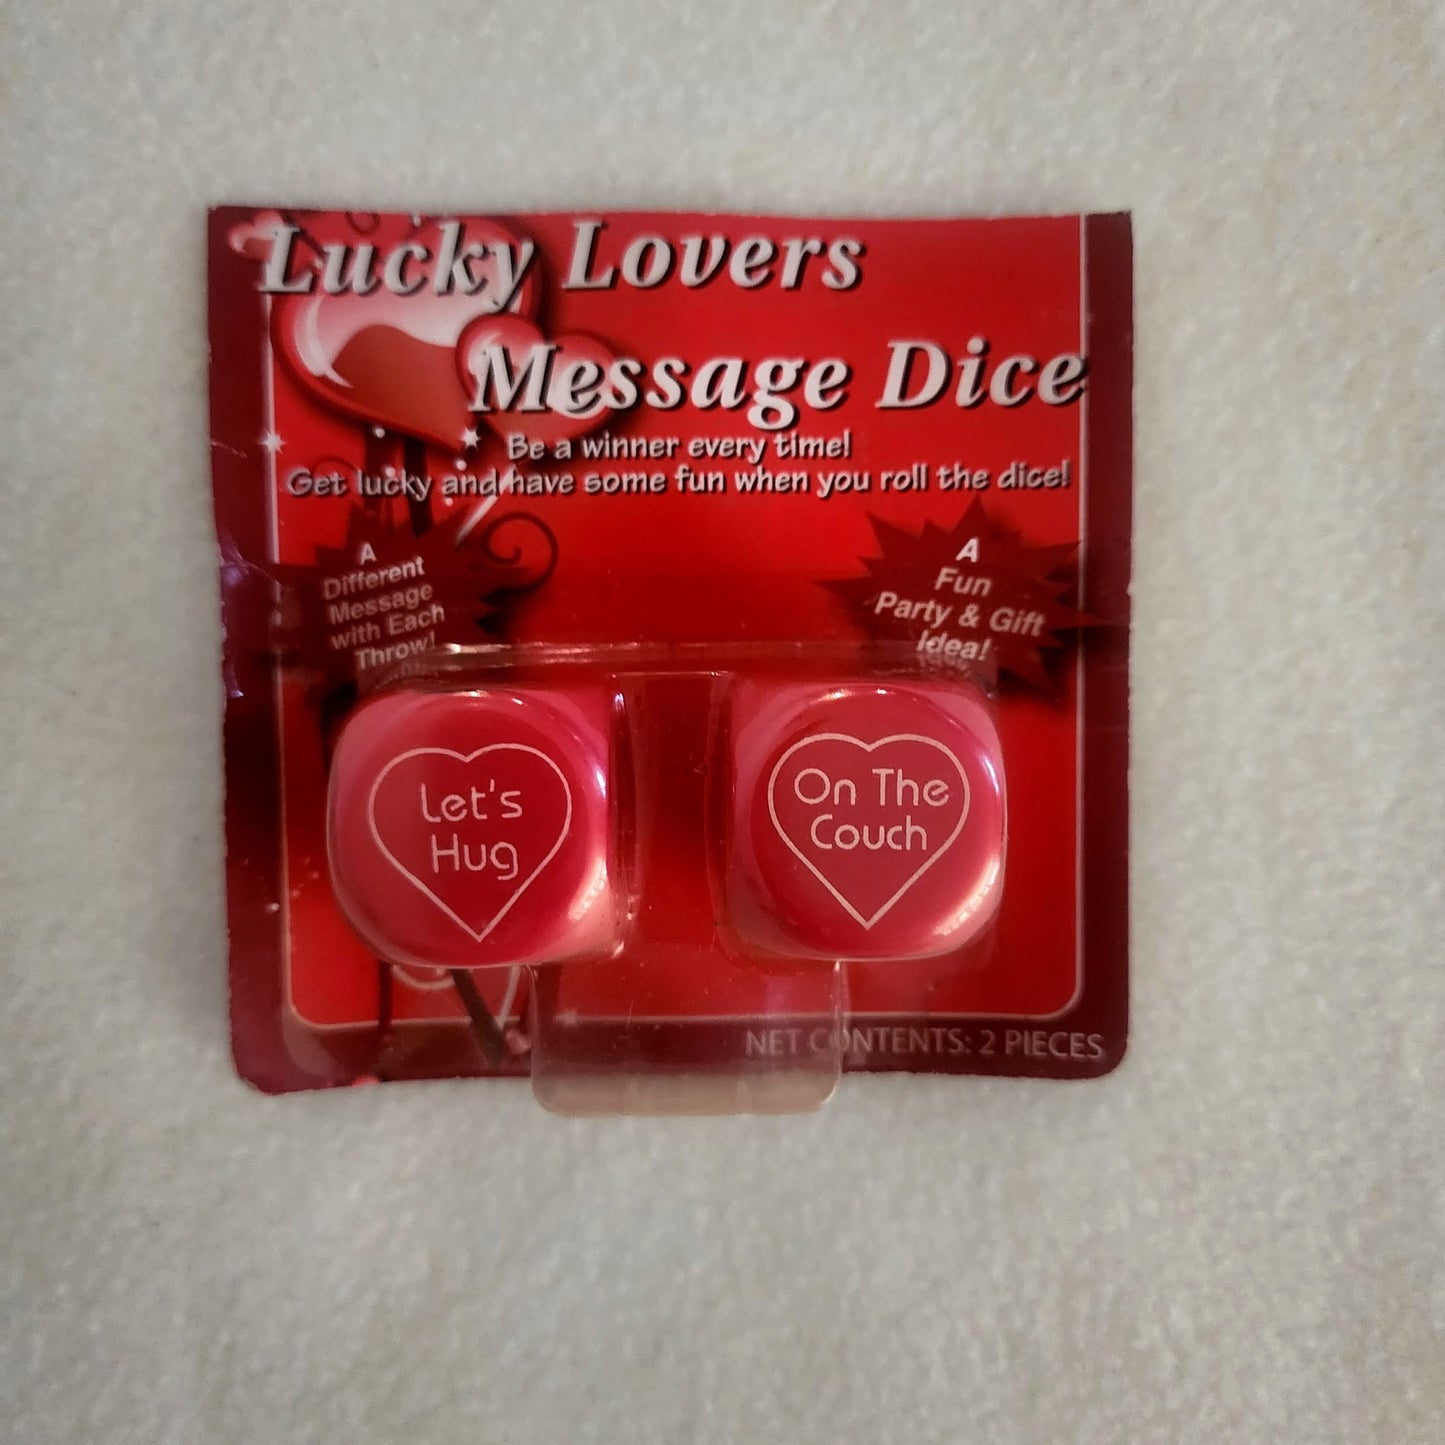 Lucky Lovers
Message Dice
Be a winner every time!
Get lucky and have some fun when you roll the dice!
A
Different
Message
with Each
Throw!
A
Fun
Party & Gift
Idea!
Let's
Hug
On The
Couch
NET CONTENTS: 2 PIECES